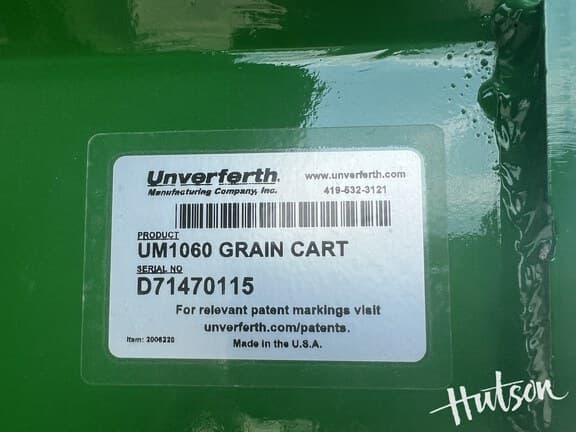 Unverferth
Manufacturing Company, Inc.
www.unverferth.com
419-532-3121
PRODUCT
UM1060 GRAIN CART
SERIAL NO
D71470115
For relevant patent markings visit
unverferth.com/patents.
Item: 2006220
Made in the U.S.A.
Hutson